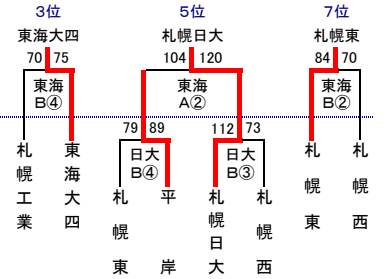 3位 5位 7位
東海大四 札幌日大 札幌東
70 75 104 120 84 70
東海 東海 東海
B④ A② B②
79 89 112 73
日大 日大
B④ B③
札幌工業
東海大四
札幌東
平岸
札幌日大
札幌西
札幌東
札幌西